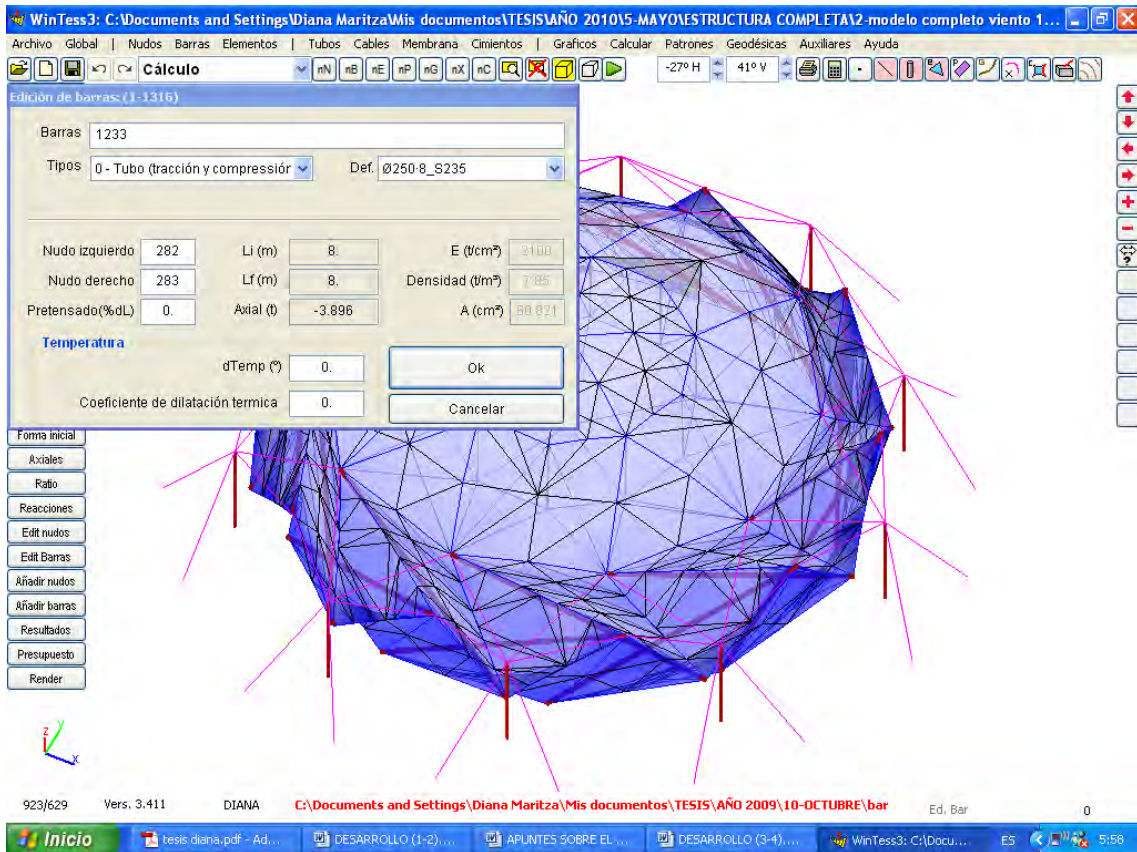 WinTess3: C:\Documents and Settings\Diana Maritza\Mis documentos\TESIS\AÑO 2010\5-MAYO\ESTRUCTURA COMPLETA\2-modelo completo viento 1...
Archivo Global | Nudos Barras Elementos | Tubos Cables Membrana Cimientos | Graficos Calcular Patrones Geodésicas Auxiliares Ayuda
Cálculo nN nB nE nP nG nX nC -27º H 41º V
Edición de barras: (1-1316)
Barras 1233
Tipos 0 - Tubo (tracción y compresión Def. Ø250·8_S235
Nudo izquierdo 282 Li (m) 8. E (t/cm²) 2100
Nudo derecho 283 Lf (m) 8. Densidad (t/m³) 7.85
Pretensado(%dL) 0. Axial (t) -3.896 A (cm²) 60.821
Temperatura
dTemp (º) 0. Ok
Coeficiente de dilatación termica 0. Cancelar
Forma inicial
Axiales
Ratio
Reacciones
Edit nudos
Edit Barras
Añadir nudos
Añadir barras
Resultados
Presupuesto
Render
z y
x
923/629 Vers. 3.411 DIANA C:\Documents and Settings\Diana Maritza\Mis documentos\TESIS\AÑO 2009\10-OCTUBRE\bar Ed. Bar 0
Inicio tesis diana.pdf - Ad... DESARROLLO (1-2).... APUNTES SOBRE EL ... DESARROLLO (3-4).... WinTess3: C:\Docu... ES 5:58